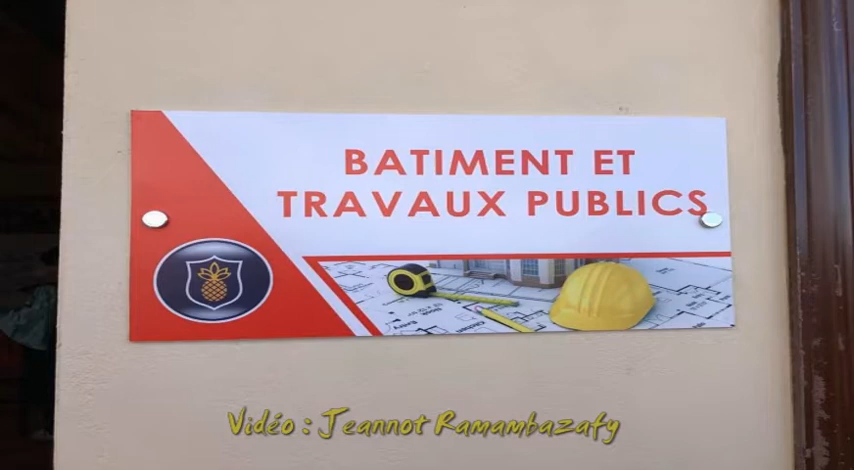 BATIMENT ET
TRAVAUX PUBLICS
Vidéo : Jeannot Ramambazafy